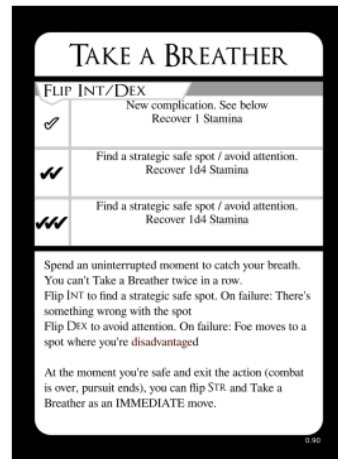 TAKE A BREATHER
FLIP INT/DEX
New complication. See below
Recover 1 Stamina
Find a strategic safe spot / avoid attention.
Recover 1d4 Stamina
Find a strategic safe spot / avoid attention.
Recover 1d4 Stamina
Spend an uninterrupted moment to catch your breath.
You can't Take a Breather twice in a row.
Flip INT to find a strategic safe spot. On failure: There's
something wrong with the spot
Flip DEX to avoid attention. On failure: Foe moves to a
spot where you're disadvantaged
At the moment you're safe and exit the action (combat
is over, pursuit ends), you can flip STR and Take a
Breather as an IMMEDIATE move.
0.90